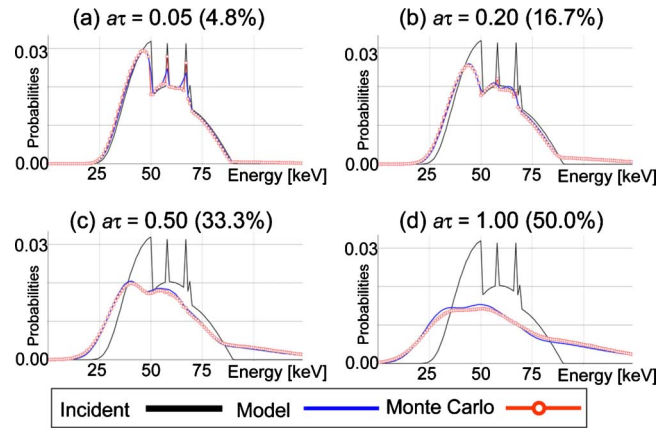 (a) aτ = 0.05 (4.8%)
(b) aτ = 0.20 (16.7%)
0.03
0.00
Probabilities
25 50 75 Energy [keV]
0.03
0.00
Probabilities
25 50 75 Energy [keV]
(c) aτ = 0.50 (33.3%)
(d) aτ = 1.00 (50.0%)
0.03
0.00
Probabilities
25 50 75 Energy [keV]
0.03
0.00
Probabilities
25 50 75 Energy [keV]
Incident Model Monte Carlo